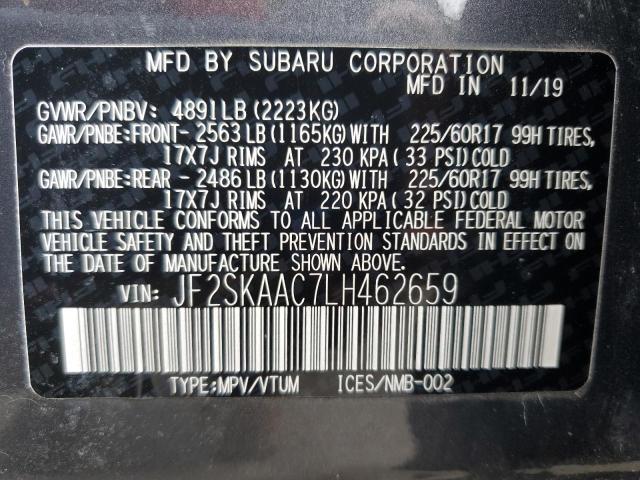 MFD BY SUBARU CORPORATION
MFD IN 11/19
GVWR/PNBV: 4891LB (2223KG)
GAWR/PNBE:FRONT- 2563 LB (1165KG) WITH 225/60R17 99H TIRES,
17X7J RIMS AT 230 KPA ( 33 PSI) COLD
GAWR/PNBE:REAR - 2486 LB (1130KG) WITH 225/60R17 99H TIRES,
17X7J RIMS AT 220 KPA ( 32 PSI) COLD
THIS VEHICLE CONFORMS TO ALL APPLICABLE FEDERAL MOTOR
VEHICLE SAFETY AND THEFT PREVENTION STANDARDS IN EFFECT ON
THE DATE OF MANUFACTURE SHOWN ABOVE.
VIN: JF2SKAAC7LH462659
TYPE:MPV/VTUM ICES/NMB-002